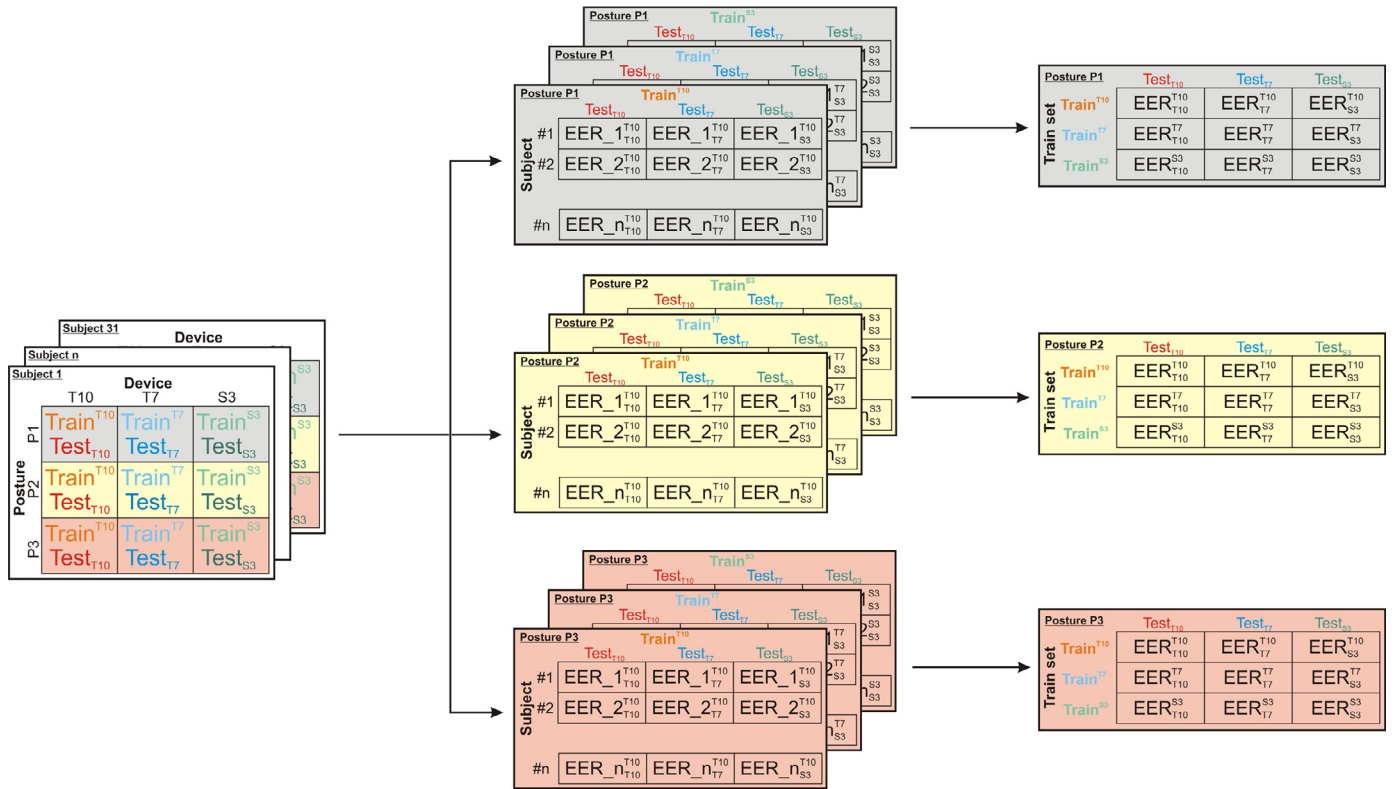 Subject 31
Device
Subject n
Subject 1
Device
T10 T7 S3
Posture
P1
Train^T10 Train^T7 Train^S3
Test_T10 Test_T7 Test_S3
P2
Train^T10 Train^T7 Train^S3
Test_T10 Test_T7 Test_S3
P3
Train^T10 Train^T7 Train^S3
Test_T10 Test_T7 Test_S3
Posture P1 Train^S3
Test_T10 Test_T7 Test_S3
Posture P1 Train^T7
Test_T10 Test_T7 Test_S3
Posture P1 Train^T10
Test_T10 Test_T7 Test_S3
Subject
#1 EER_1^T10_T10 EER_1^T10_T7 EER_1^T10_S3
#2 EER_2^T10_T10 EER_2^T10_T7 EER_2^T10_S3
#n EER_n^T10_T10 EER_n^T10_T7 EER_n^T10_S3
Posture P1 Test_T10 Test_T7 Test_S3
Train set
Train^T10 EER^T10_T10 EER^T10_T7 EER^T10_S3
Train^T7 EER^T7_T10 EER^T7_T7 EER^T7_S3
Train^S3 EER^S3_T10 EER^S3_T7 EER^S3_S3
Posture P2 Train^S3
Test_T10 Test_T7 Test_S3
Posture P2 Train^T7
Test_T10 Test_T7 Test_S3
Posture P2 Train^T10
Test_T10 Test_T7 Test_S3
Subject
#1 EER_1^T10_T10 EER_1^T10_T7 EER_1^T10_S3
#2 EER_2^T10_T10 EER_2^T10_T7 EER_2^T10_S3
#n EER_n^T10_T10 EER_n^T10_T7 EER_n^T10_S3
Posture P2 Test_T10 Test_T7 Test_S3
Train set
Train^T10 EER^T10_T10 EER^T10_T7 EER^T10_S3
Train^T7 EER^T7_T10 EER^T7_T7 EER^T7_S3
Train^S3 EER^S3_T10 EER^S3_T7 EER^S3_S3
Posture P3 Train^S3
Test_T10 Test_T7 Test_S3
Posture P3 Train^T7
Test_T10 Test_T7 Test_S3
Posture P3 Train^T10
Test_T10 Test_T7 Test_S3
Subject
#1 EER_1^T10_T10 EER_1^T10_T7 EER_1^T10_S3
#2 EER_2^T10_T10 EER_2^T10_T7 EER_2^T10_S3
#n EER_n^T10_T10 EER_n^T10_T7 EER_n^T10_S3
Posture P3 Test_T10 Test_T7 Test_S3
Train set
Train^T10 EER^T10_T10 EER^T10_T7 EER^T10_S3
Train^T7 EER^T7_T10 EER^T7_T7 EER^T7_S3
Train^S3 EER^S3_T10 EER^S3_T7 EER^S3_S3